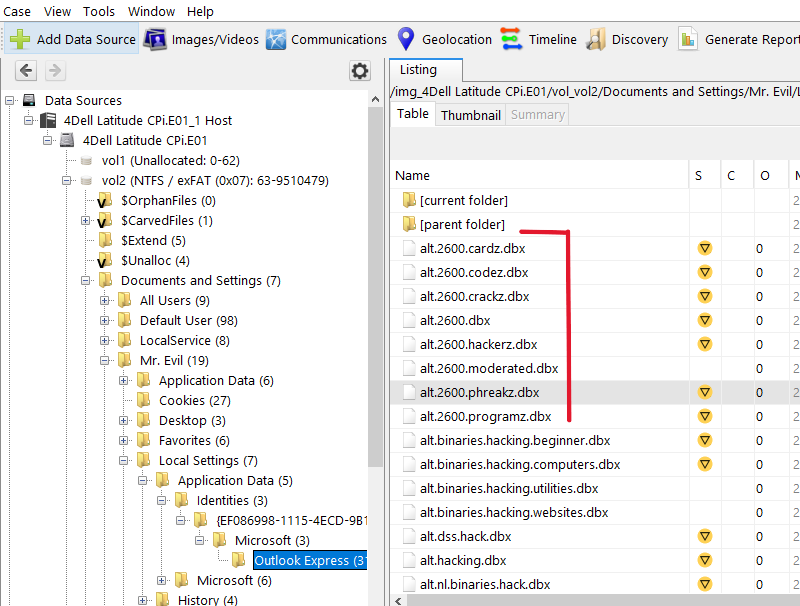 Case View Tools Window Help
Add Data Source Images/Videos Communications Geolocation Timeline Discovery Generate Report
Data Sources
4Dell Latitude CPi.E01_1 Host
4Dell Latitude CPi.E01
vol1 (Unallocated: 0-62)
vol2 (NTFS / exFAT (0x07): 63-9510479)
$OrphanFiles (0)
$CarvedFiles (1)
$Extend (5)
$Unalloc (4)
Documents and Settings (7)
All Users (9)
Default User (98)
LocalService (8)
Mr. Evil (19)
Application Data (6)
Cookies (27)
Desktop (3)
Favorites (6)
Local Settings (7)
Application Data (5)
Identities (3)
{EF086998-1115-4ECD-9B1
Microsoft (3)
Outlook Express (3
Microsoft (6)
History (4)
Listing
/img_4Dell Latitude CPi.E01/vol_vol2/Documents and Settings/Mr. Evil/L
Table Thumbnail Summary
Name S C O M
[current folder] 2
[parent folder] 2
alt.2600.cardz.dbx 0 2
alt.2600.codez.dbx 0 2
alt.2600.crackz.dbx 0 2
alt.2600.dbx 0 2
alt.2600.hackerz.dbx 0 2
alt.2600.moderated.dbx 0 2
alt.2600.phreakz.dbx 0 2
alt.2600.programz.dbx 0 2
alt.binaries.hacking.beginner.dbx 0 2
alt.binaries.hacking.computers.dbx 0 2
alt.binaries.hacking.utilities.dbx 0 2
alt.binaries.hacking.websites.dbx 0 2
alt.dss.hack.dbx 0 2
alt.hacking.dbx 0 2
alt.nl.binaries.hack.dbx 0 2